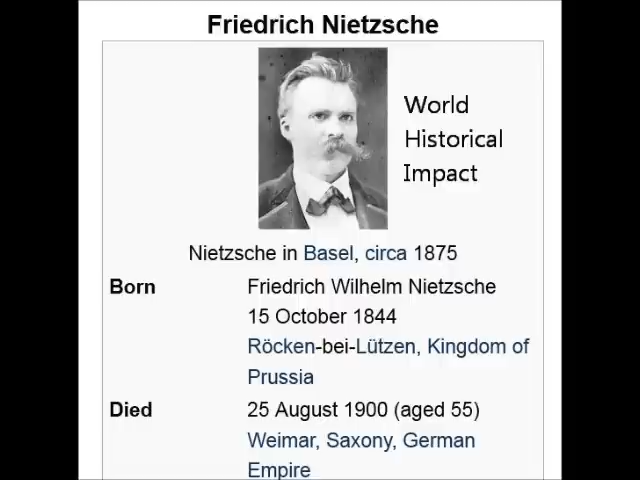 Friedrich Nietzsche
World
Historical
Impact
Nietzsche in Basel, circa 1875
Born
Friedrich Wilhelm Nietzsche
15 October 1844
Röcken-bei-Lützen, Kingdom of
Prussia
Died
25 August 1900 (aged 55)
Weimar, Saxony, German
Empire